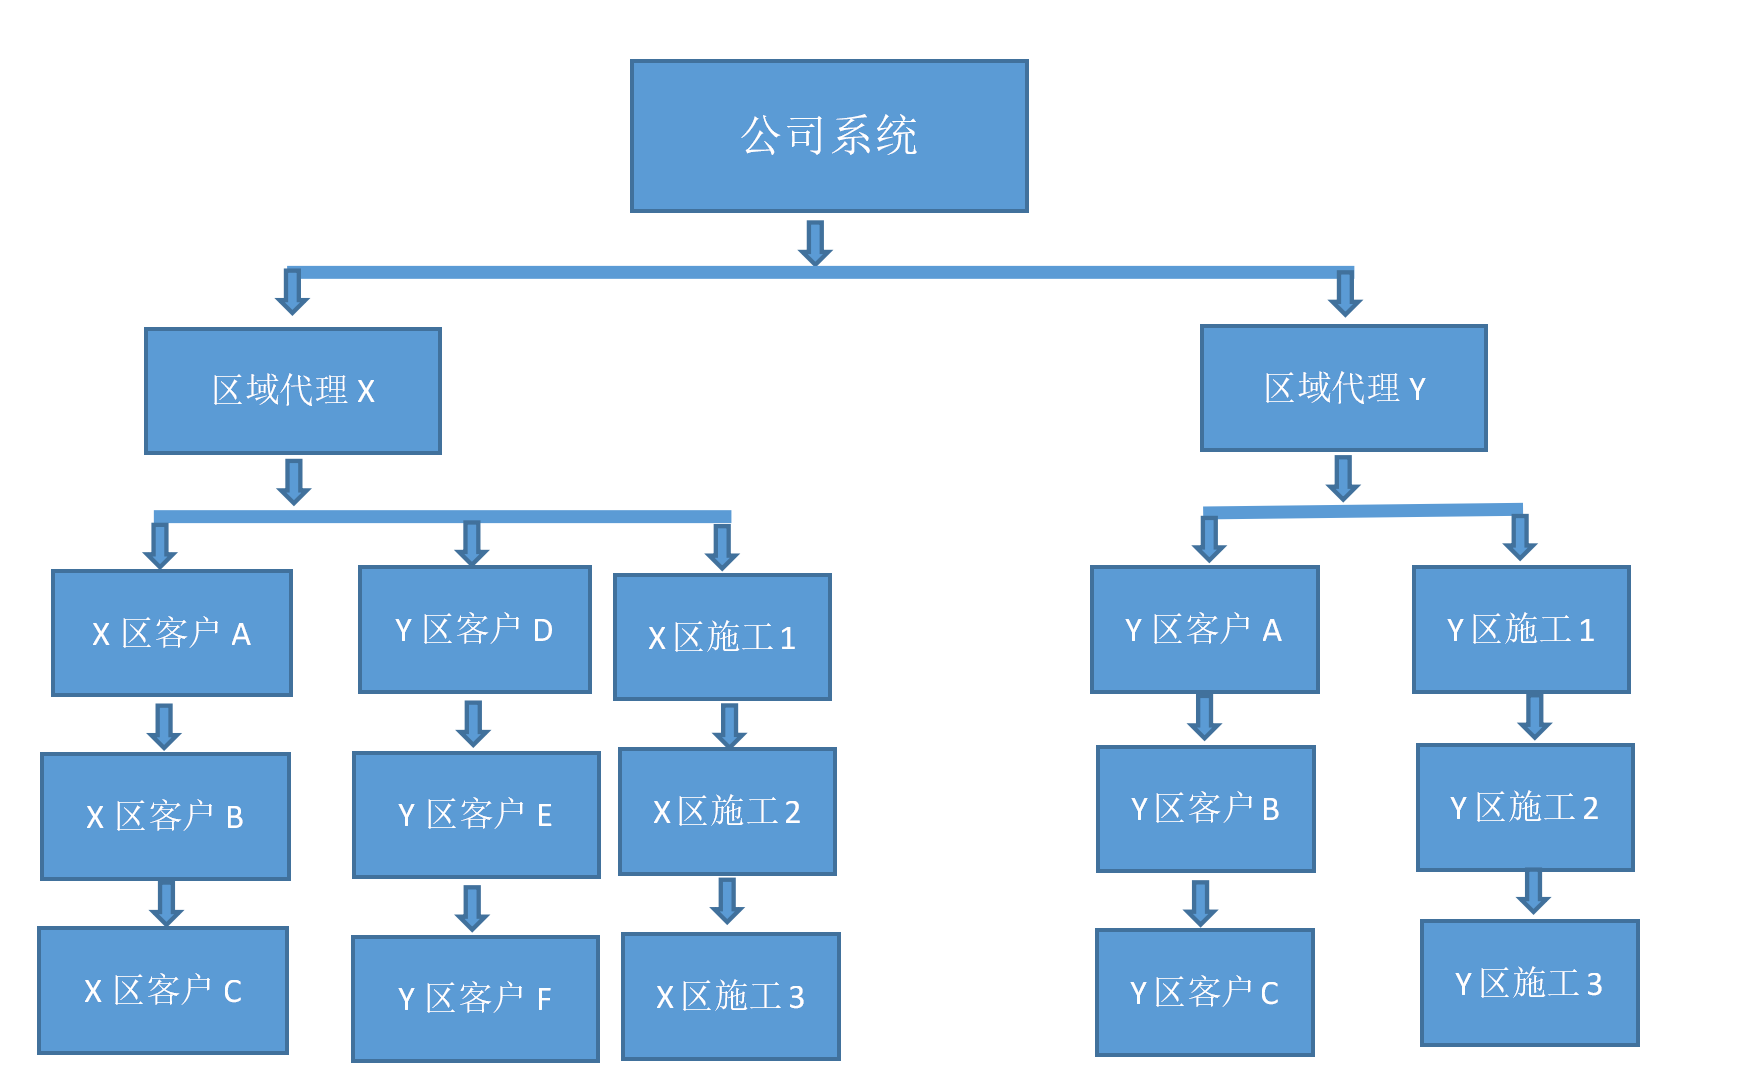 公司系统
区域代理 X
区域代理 Y
X 区客户 A
Y 区客户 D
X 区施工 1
Y 区客户 A
Y 区施工 1
X 区客户 B
Y 区客户 E
X 区施工 2
Y 区客户 B
Y 区施工 2
X 区客户 C
Y 区客户 F
X 区施工 3
Y 区客户 C
Y 区施工 3